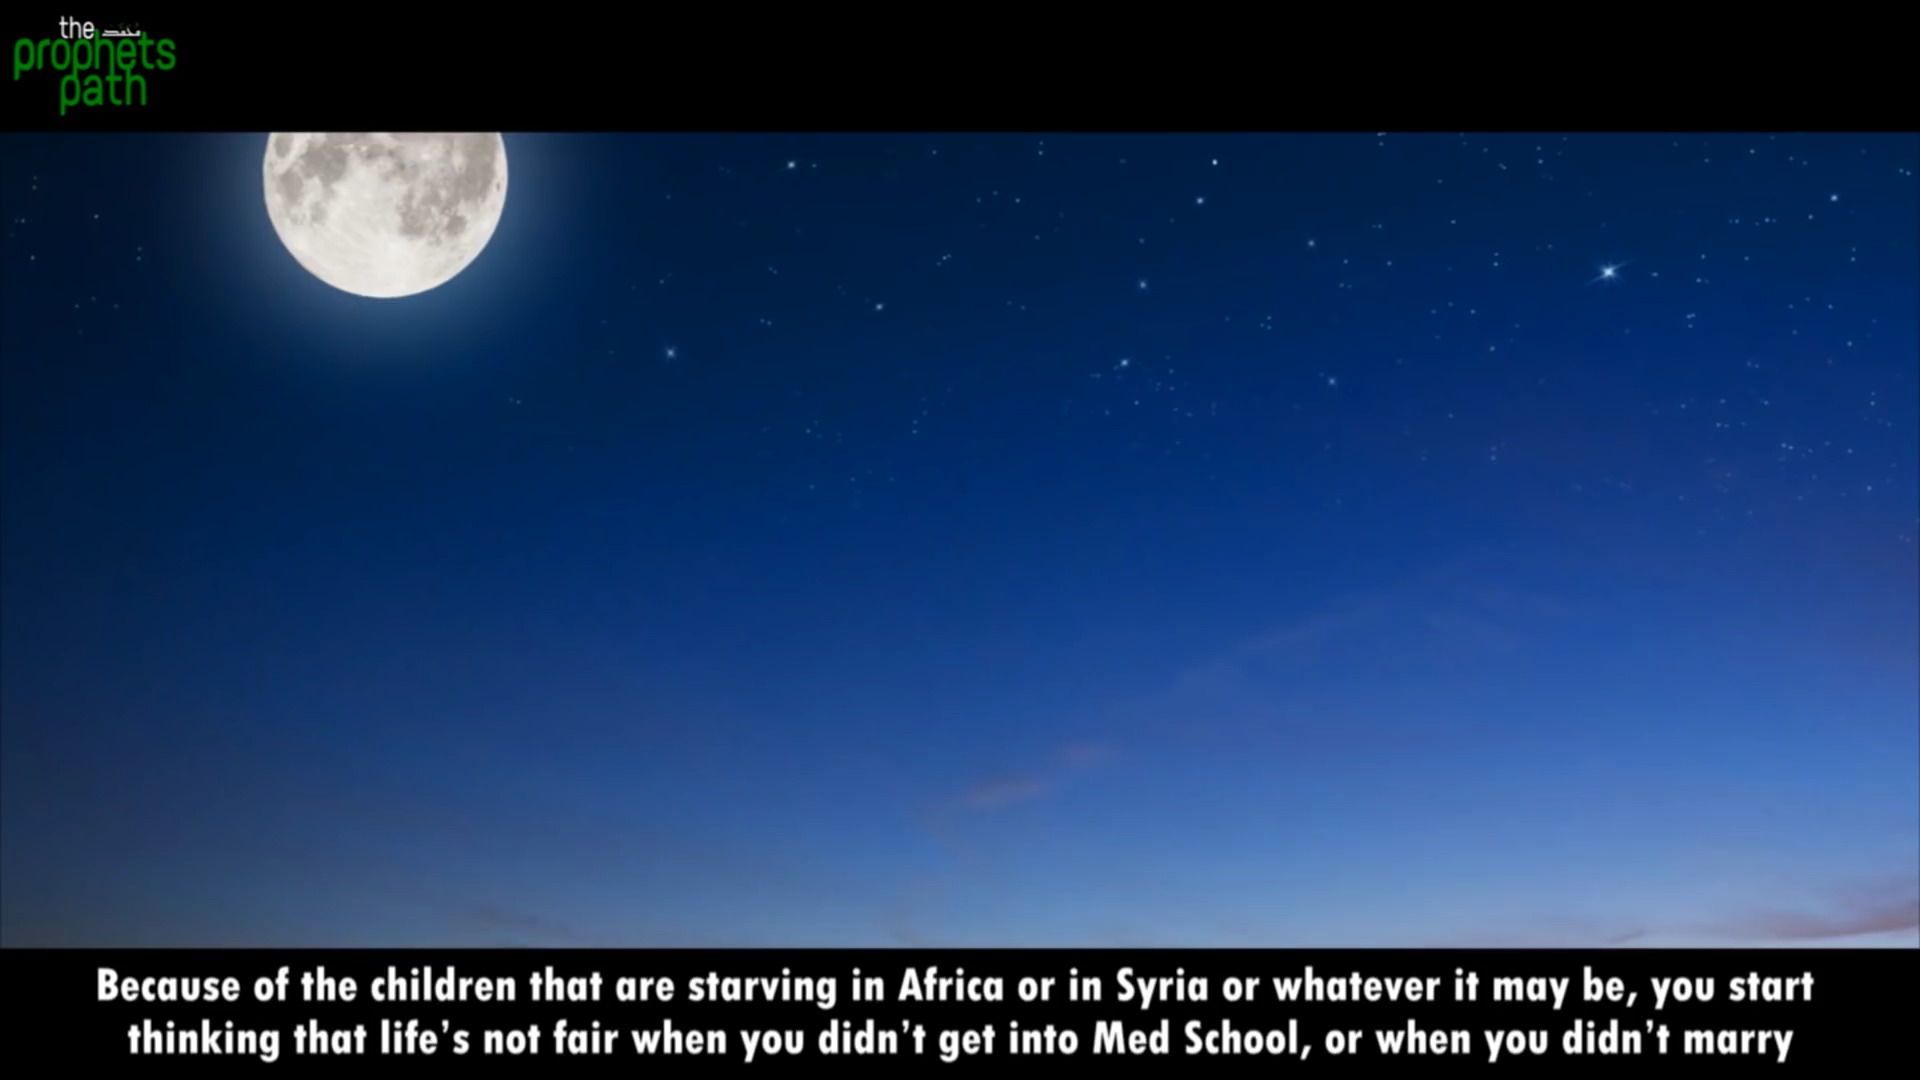 the محمد
prophets
path
Because of the children that are starving in Africa or in Syria or whatever it may be, you start
thinking that life's not fair when you didn't get into Med School, or when you didn't marry